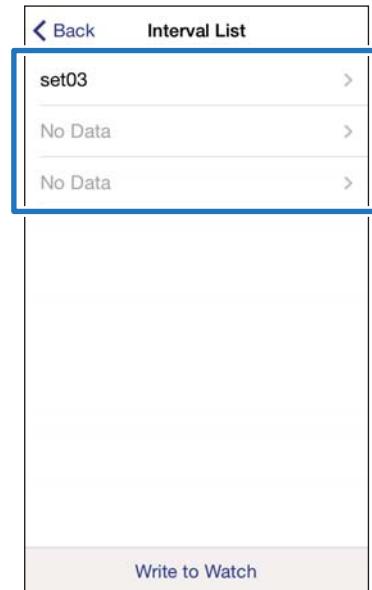 Back Interval List
set03
No Data
No Data
Write to Watch